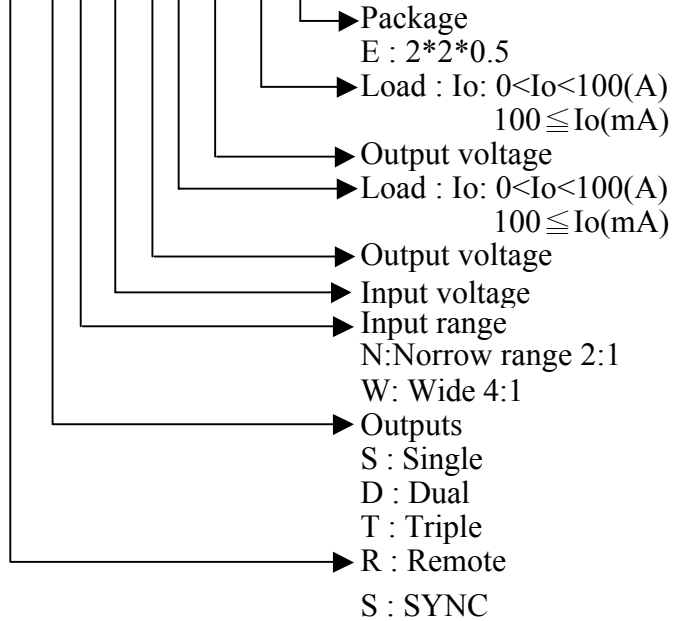 Package
E : 2*2*0.5
Load : Io: 0<Io<100(A)
100≦Io(mA)
Output voltage
Load : Io: 0<Io<100(A)
100≦Io(mA)
Output voltage
Input voltage
Input range
N:Norrow range 2:1
W: Wide 4:1
Outputs
S : Single
D : Dual
T : Triple
R : Remote
S : SYNC